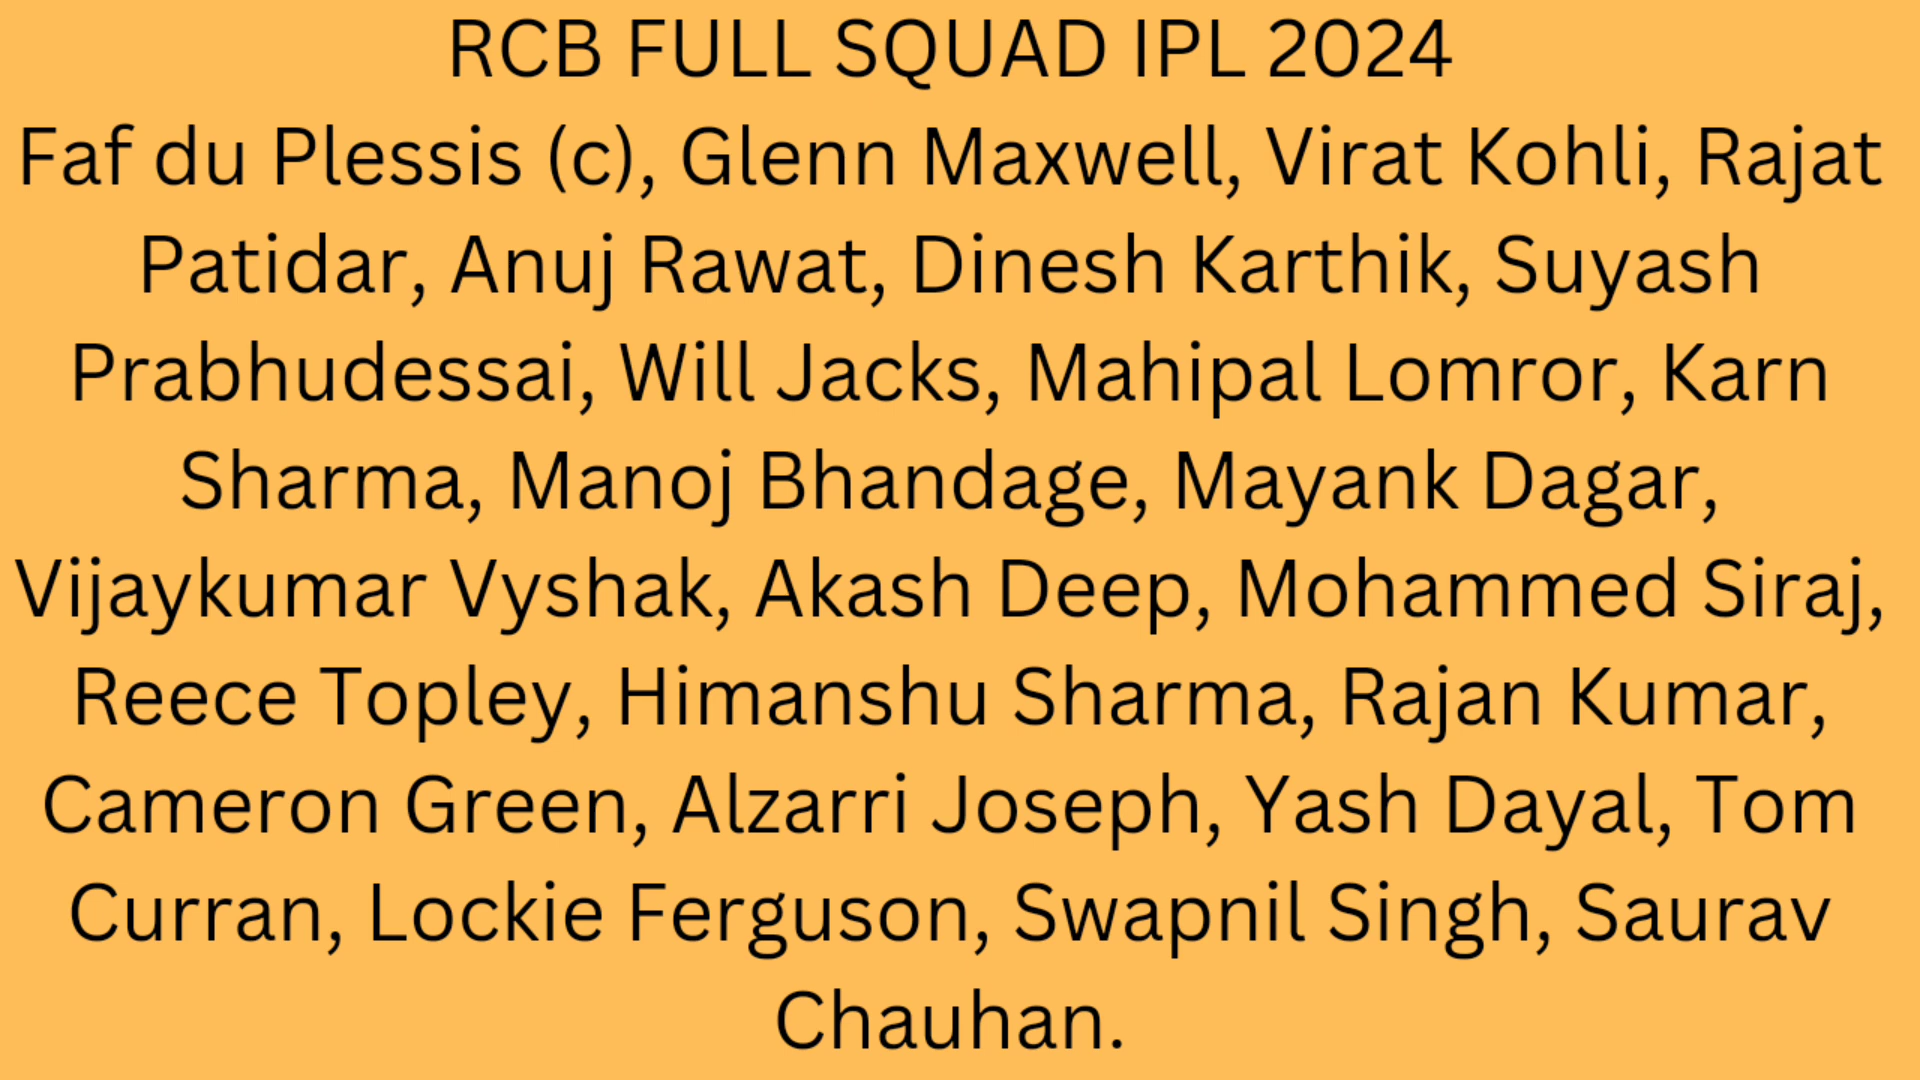 RCB FULL SQUAD IPL 2024
Faf du Plessis (c), Glenn Maxwell, Virat Kohli, Rajat
Patidar, Anuj Rawat, Dinesh Karthik, Suyash
Prabhudessai, Will Jacks, Mahipal Lomror, Karn
Sharma, Manoj Bhandage, Mayank Dagar,
Vijaykumar Vyshak, Akash Deep, Mohammed Siraj,
Reece Topley, Himanshu Sharma, Rajan Kumar,
Cameron Green, Alzarri Joseph, Yash Dayal, Tom
Curran, Lockie Ferguson, Swapnil Singh, Saurav
Chauhan.